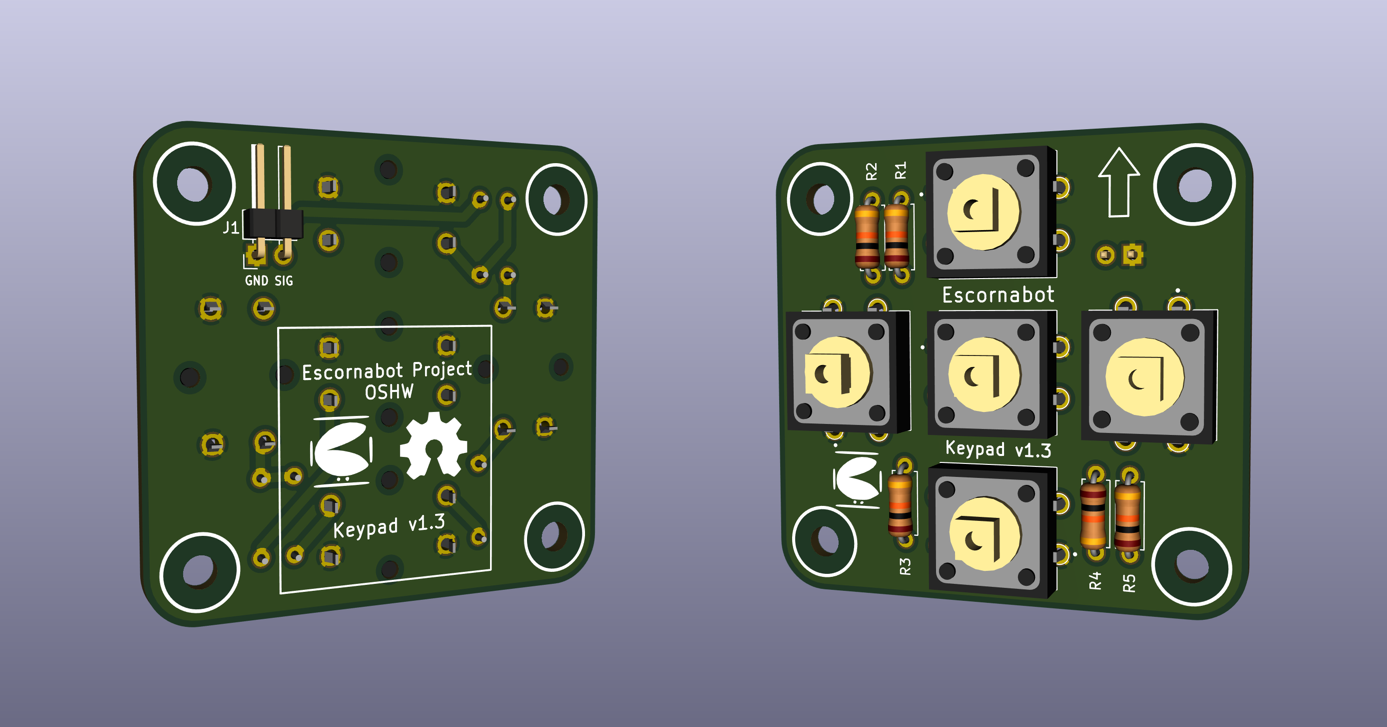 J1
GND SIG
Escornabot Project
OSHW
Keypad v1.3
R2
R1
Escornabot
Keypad v1.3
R3
R4
R5